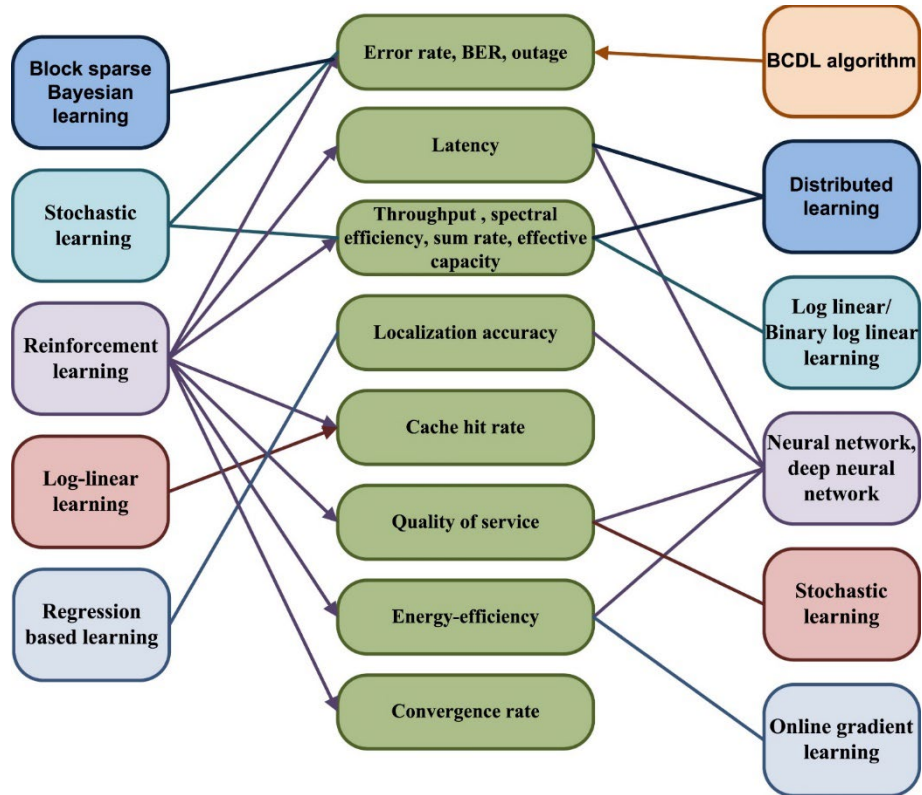 Block sparse
Bayesian
learning
Stochastic
learning
Reinforcement
learning
Log-linear
learning
Regression
based learning
Error rate, BER, outage
Latency
Throughput , spectral
efficiency, sum rate, effective
capacity
Localization accuracy
Cache hit rate
Quality of service
Energy-efficiency
Convergence rate
BCDL algorithm
Distributed
learning
Log linear/
Binary log linear
learning
Neural network,
deep neural
network
Stochastic
learning
Online gradient
learning